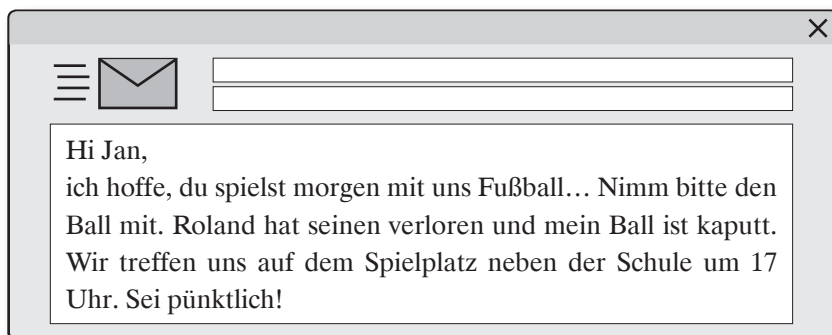 Hi Jan,
ich hoffe, du spielst morgen mit uns Fußball… Nimm bitte den
Ball mit. Roland hat seinen verloren und mein Ball ist kaputt.
Wir treffen uns auf dem Spielplatz neben der Schule um 17
Uhr. Sei pünktlich!